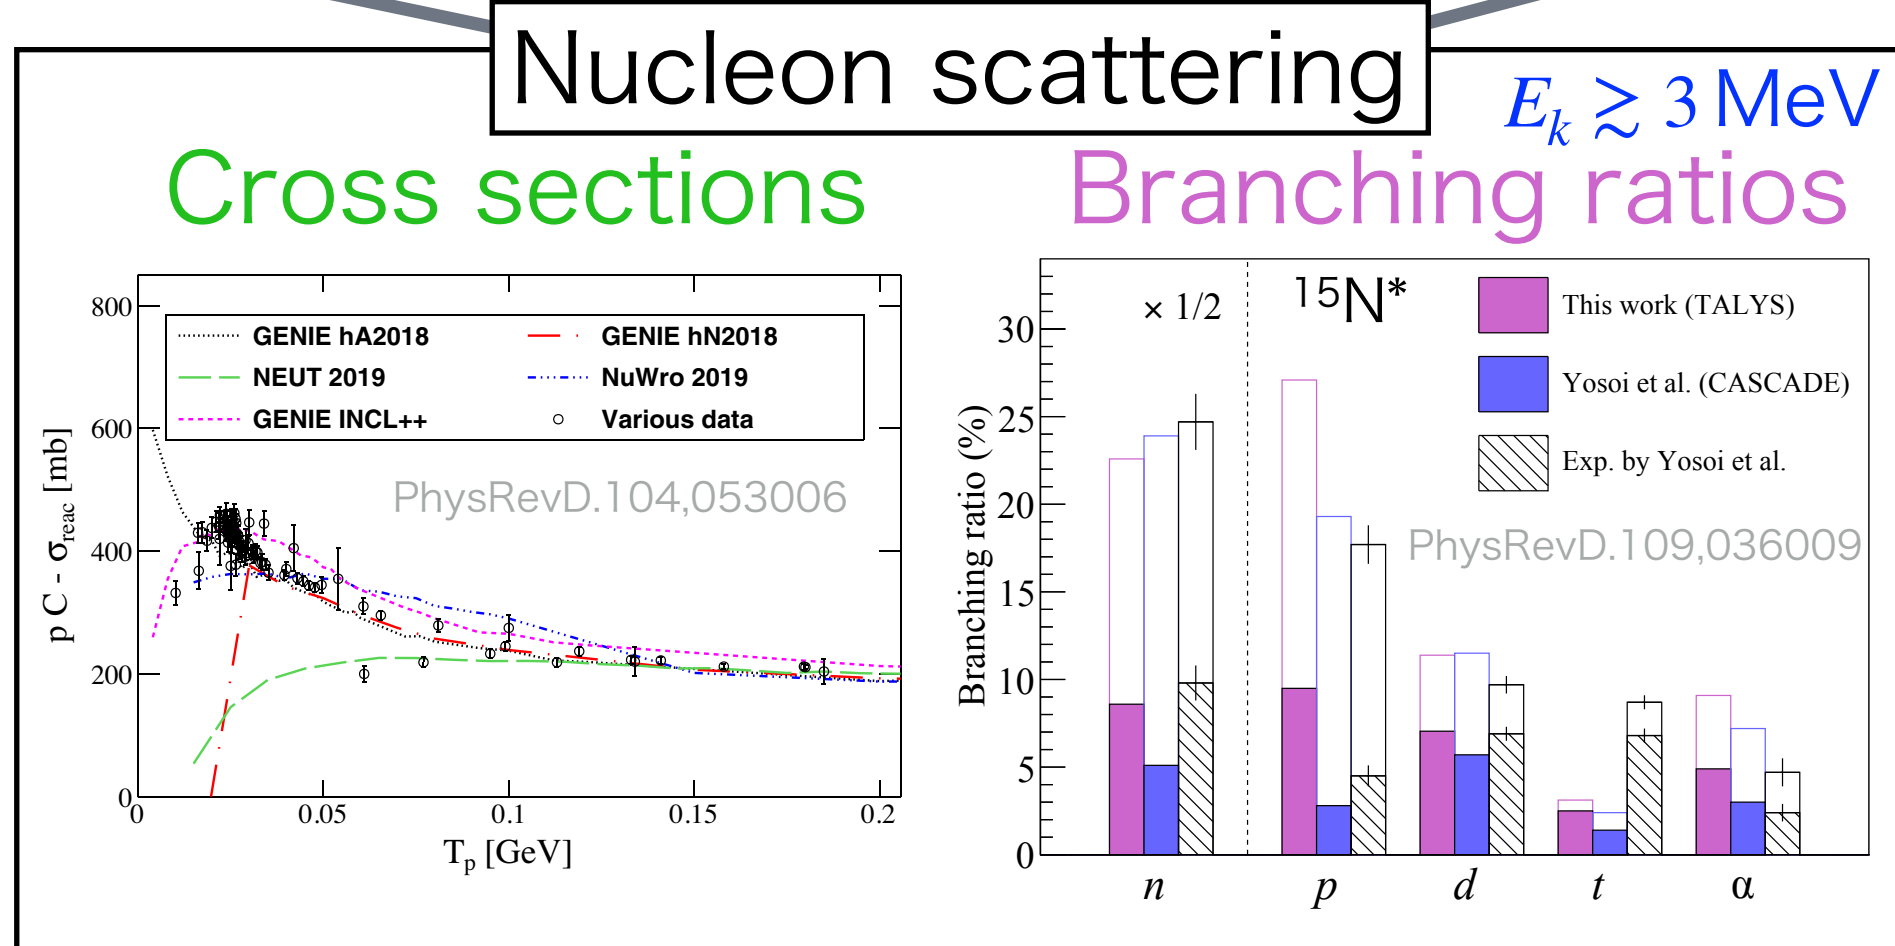 Nucleon scattering
E_k ≳ 3 MeV
Cross sections
Branching ratios
800
600
400
200
0
p C - σ_reac [mb]
GENIE hA2018
GENIE hN2018
NEUT 2019
NuWro 2019
GENIE INCL++
Various data
PhysRevD.104,053006
0
0.05
0.1
0.15
0.2
T_p [GeV]
30
25
20
15
10
5
0
Branching ratio (%)
× 1/2
¹⁵N*
This work (TALYS)
Yosoi et al. (CASCADE)
Exp. by Yosoi et al.
PhysRevD.109,036009
n
p
d
t
α